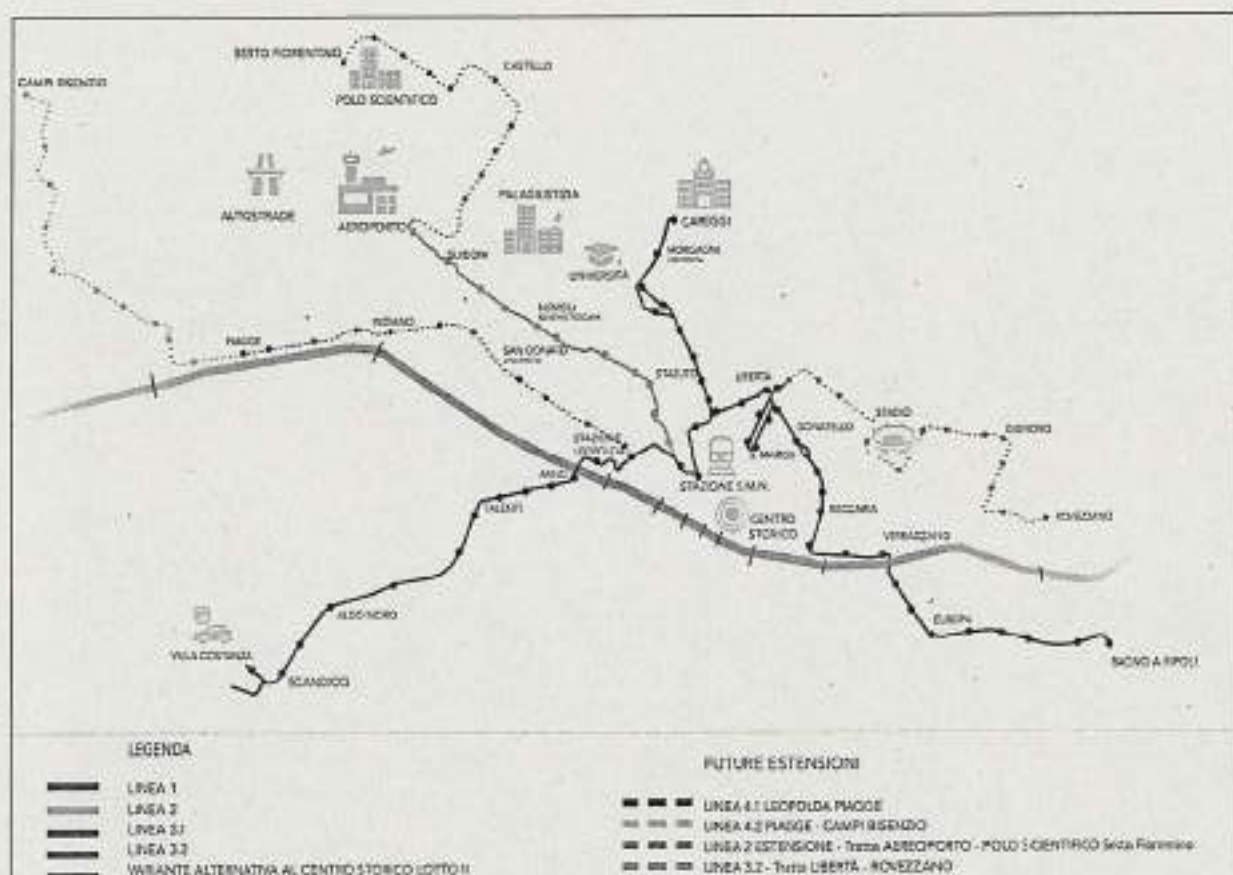 SESTO FIORENTINO
CASTELLO
CAMPI BISENZIO
POLO SCIENTIFICO
AUTOSTRADE
AEROPORTO
PALAGIUSTIZIA
CAREGGI
MORGAGNI
UNIVERSITÀ
GUIDONI
NOVOLI
PIAGGE
SAN DONATO
STATUTO
LIBERTÀ
STADIO
DONATELLO
S. MARCO
STAZIONE
STAZIONE S.M.N.
ROVEZZANO
TALENTI
BECCARIA
CENTRO
STORICO
VERRAZZANO
ALDO MORO
EUROPA
VILLA COSTANZA
BAGNO A RIPOLI
SCANDICCI
LEGENDA
LINEA 1
LINEA 2
LINEA 3.1
LINEA 3.2
VARIANTE ALTERNATIVA AL CENTRO STORICO LOTTO II
FUTURE ESTENSIONI
LINEA 4.1 LEOPOLDA PIAGGE
LINEA 4.2 PIAGGE - CAMPI BISENZIO
LINEA 2 ESTENSIONE - Tratta AEREOPORTO - POLO SCIENTIFICO Sesto Fiorentino
LINEA 3.2 - Tratta LIBERTÀ - ROVEZZANO